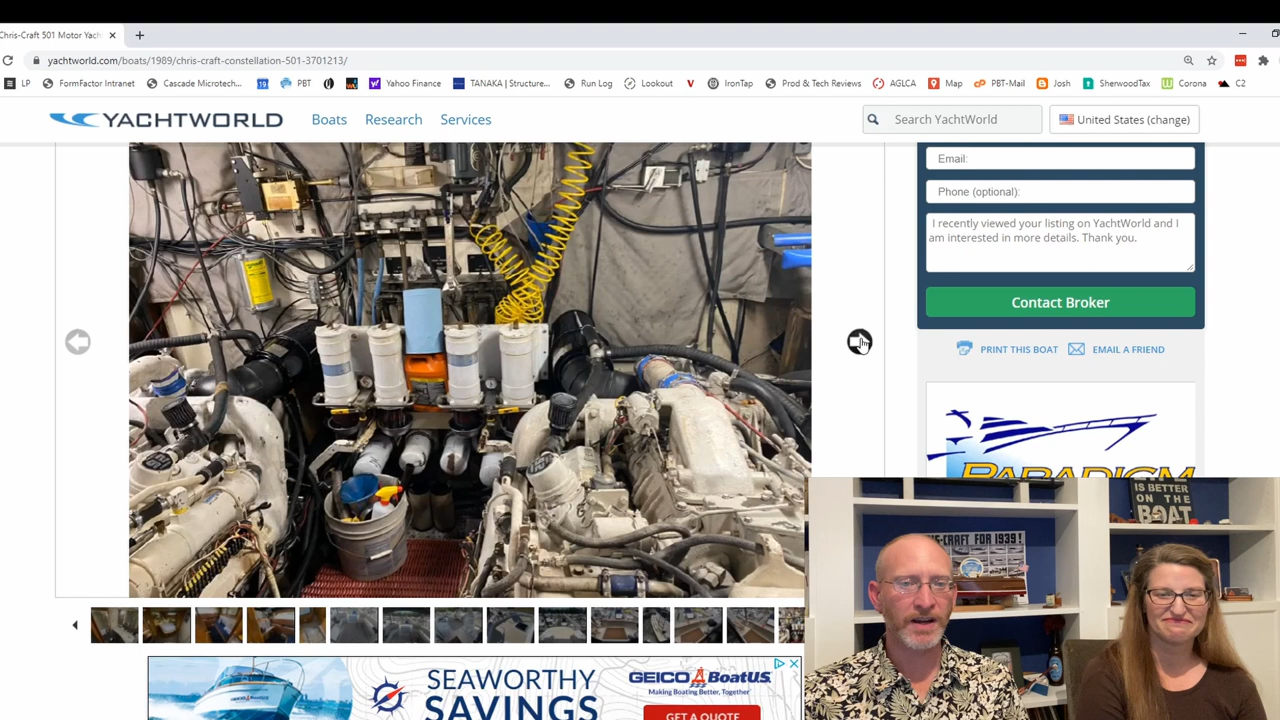 Chris-Craft 501 Motor Yach
yachtworld.com/boats/1989/chris-craft-constellation-501-3701213/
LP
FormFactor Intranet
Cascade Microtech...
19
PBT
Yahoo Finance
TANAKA | Structure...
Run Log
Lookout
V
IronTap
Prod & Tech Reviews
AGLCA
Map
PBT-Mail
Josh
SherwoodTax
Corona
C2
YACHTWORLD
Boats
Research
Services
Search YachtWorld
United States (change)
Email:
Phone (optional):
I recently viewed your listing on YachtWorld and I
am interested in more details. Thank you.
Contact Broker
PRINT THIS BOAT
EMAIL A FRIEND
PARADIGM
SEAWORTHY
SAVINGS
GEICO BoatU.S.
Making Boating Better, Together
GET A QUOTE
IS BETTER
ON THE
BOAT
IS-CRAFT FOR 1939!